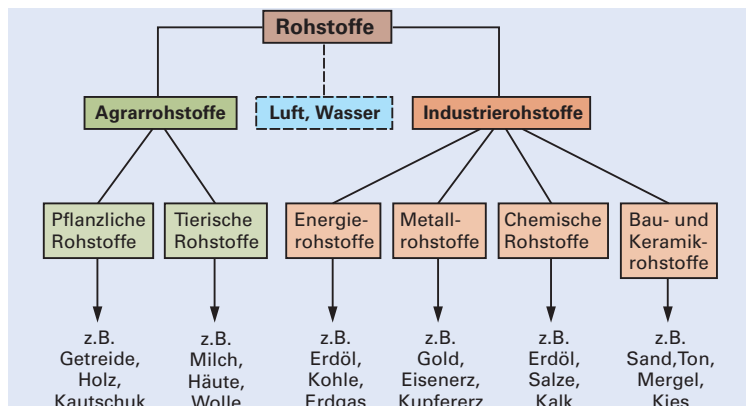 Rohstoffe
Agrarrohstoffe
Luft, Wasser
Industrierohstoffe
Pflanzliche
Rohstoffe
Tierische
Rohstoffe
Energie-
rohstoffe
Metall-
rohstoffe
Chemische
Rohstoffe
Bau- und
Keramik-
rohstoffe
z.B.
Getreide,
Holz,
Kautschuk
z.B.
Milch,
Häute,
Wolle
z.B.
Erdöl,
Kohle,
Erdgas
z.B.
Gold,
Eisenerz,
Kupfererz
z.B.
Erdöl,
Salze,
Kalk
z.B.
Sand,Ton,
Mergel,
Kies